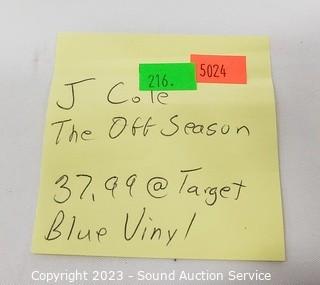 216.
5024
J Cole
The Off Season
37.99 @ Target
Blue Vinyl
Copyright 2023 - Sound Auction Service